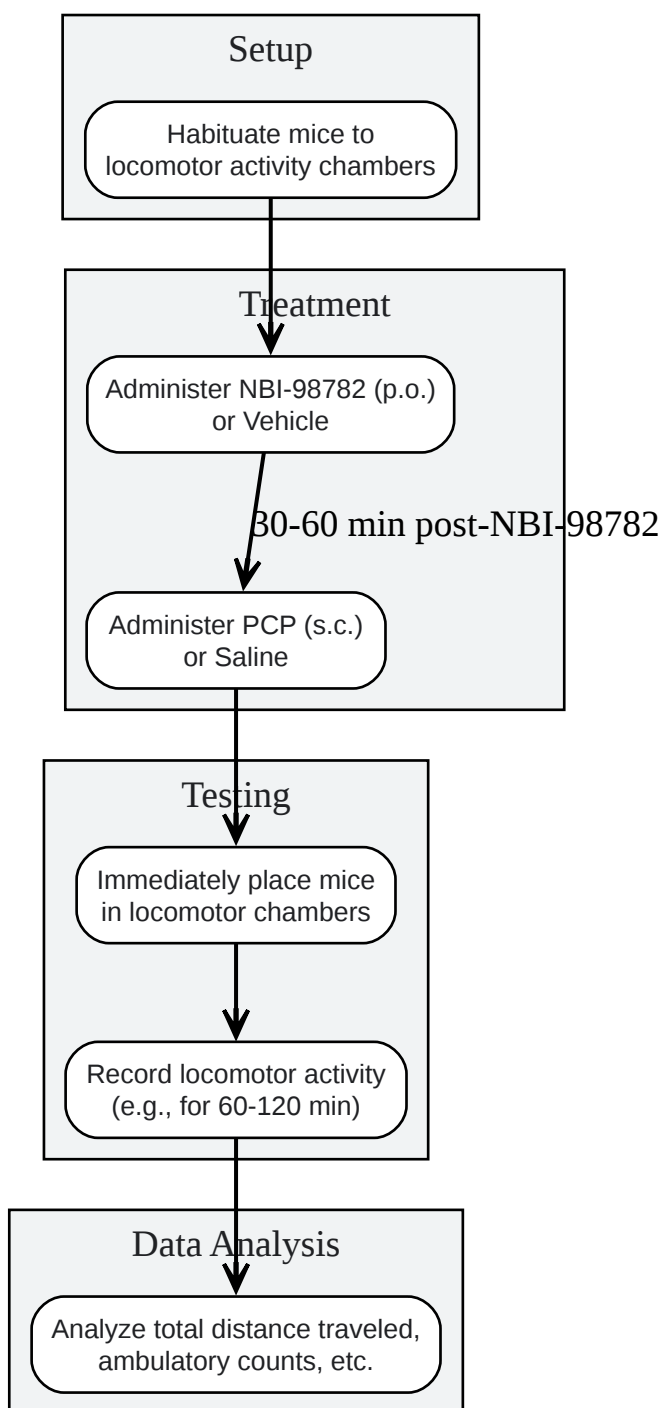 Setup
Habituate mice to
locomotor activity chambers
Treatment
Administer NBI-98782 (p.o.)
or Vehicle
30-60 min post-NBI-98782
Administer PCP (s.c.)
or Saline
Testing
Immediately place mice
in locomotor chambers
Record locomotor activity
(e.g., for 60-120 min)
Data Analysis
Analyze total distance traveled,
ambulatory counts, etc.